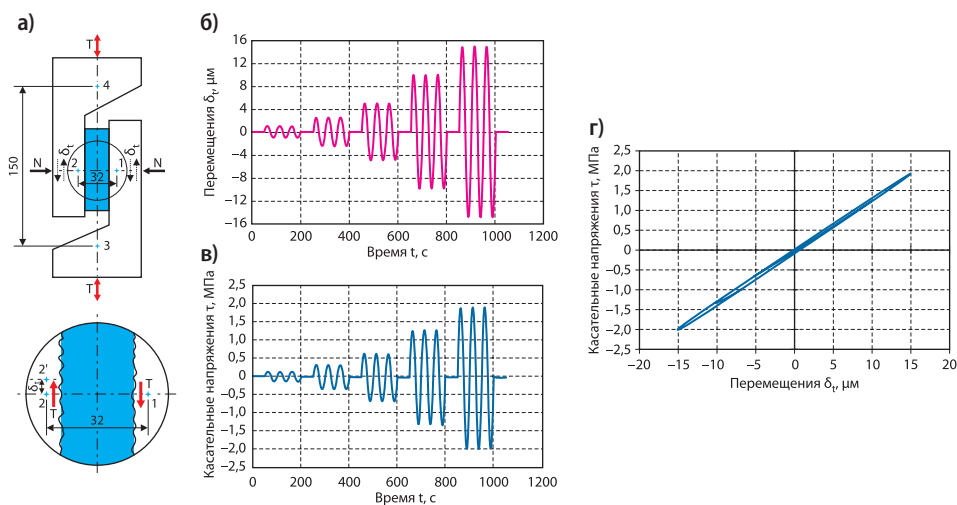 а)
T
4
150
N
δt
2
1
32
δt
N
3
T
2'
δt
2
T
T
1
32
б)
Перемещения δt, μм
16
12
8
4
0
−4
−8
−12
−16
0 200 400 600 800 1000 1200
Время t, с
в)
Касательные напряжения τ, МПа
2,5
2,0
1,5
1,0
0,5
0
−0,5
−1,0
−1,5
−2,0
−2,5
0 200 400 600 800 1000 1200
Время t, с
г)
Касательные напряжения τ, МПа
2,5
2,0
1,5
1,0
0,5
0
−0,5
−1,0
−1,5
−2,0
−2,5
−20 −15 −10 −5 0 5 10 15 20
Перемещения δt, μм